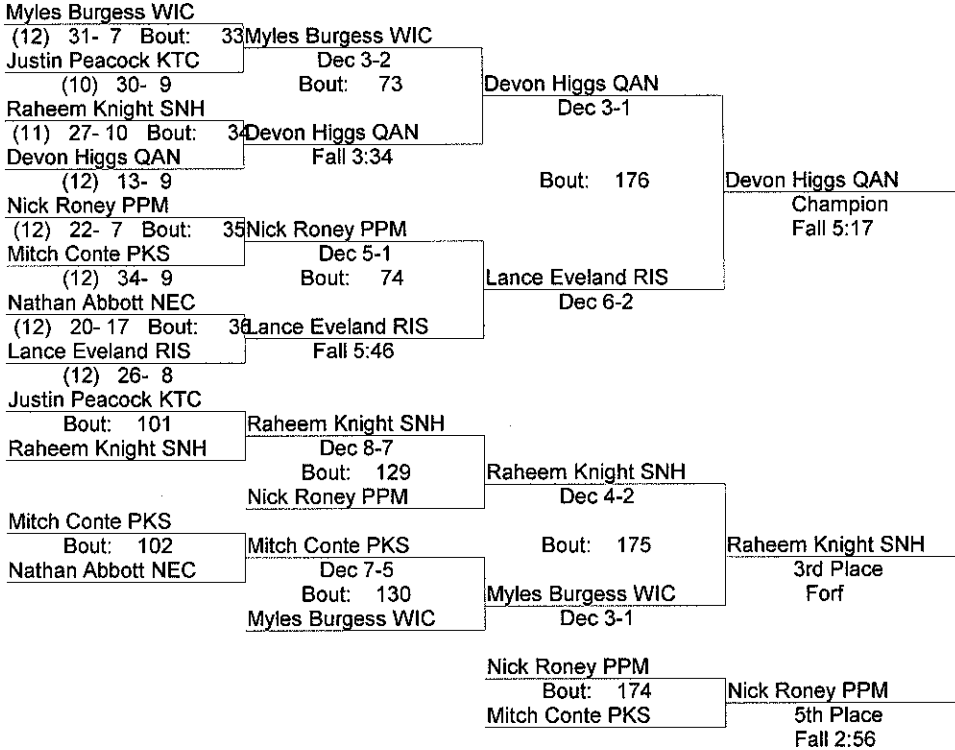 Myles Burgess WIC
(12) 31- 7 Bout: 33
Myles Burgess WIC
Justin Peacock KTC
Dec 3-2
(10) 30- 9
Bout: 73
Devon Higgs QAN
Raheem Knight SNH
Dec 3-1
(11) 27- 10 Bout: 34
Devon Higgs QAN
Devon Higgs QAN
Fall 3:34
(12) 13- 9
Bout: 176
Devon Higgs QAN
Nick Roney PPM
Champion
(12) 22- 7 Bout: 35
Nick Roney PPM
Fall 5:17
Mitch Conte PKS
Dec 5-1
(12) 34- 9
Bout: 74
Lance Eveland RIS
Nathan Abbott NEC
Dec 6-2
(12) 20- 17 Bout: 36
Lance Eveland RIS
Lance Eveland RIS
Fall 5:46
(12) 26- 8
Justin Peacock KTC
Bout: 101
Raheem Knight SNH
Raheem Knight SNH
Dec 8-7
Bout: 129
Raheem Knight SNH
Nick Roney PPM
Dec 4-2
Mitch Conte PKS
Bout: 102
Mitch Conte PKS
Bout: 175
Raheem Knight SNH
Nathan Abbott NEC
Dec 7-5
3rd Place
Bout: 130
Myles Burgess WIC
Forf
Myles Burgess WIC
Dec 3-1
Nick Roney PPM
Bout: 174
Nick Roney PPM
Mitch Conte PKS
5th Place
Fall 2:56